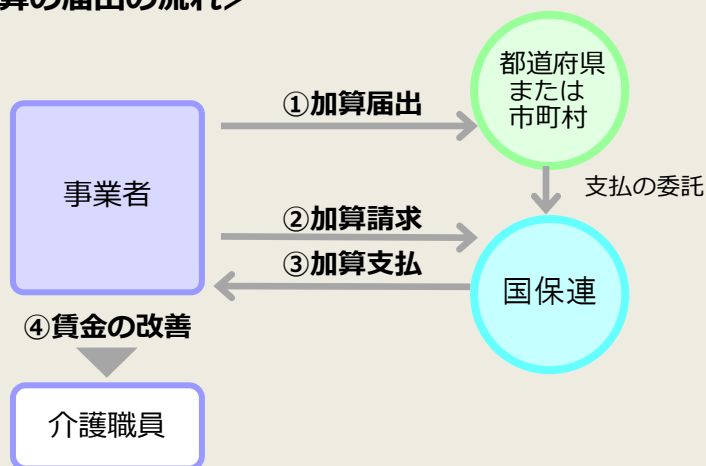 算の届出の流れ＞
都道府県
または
市町村
①加算届出
事業者
支払の委託
②加算請求
③加算支払
国保連
④賃金の改善
介護職員